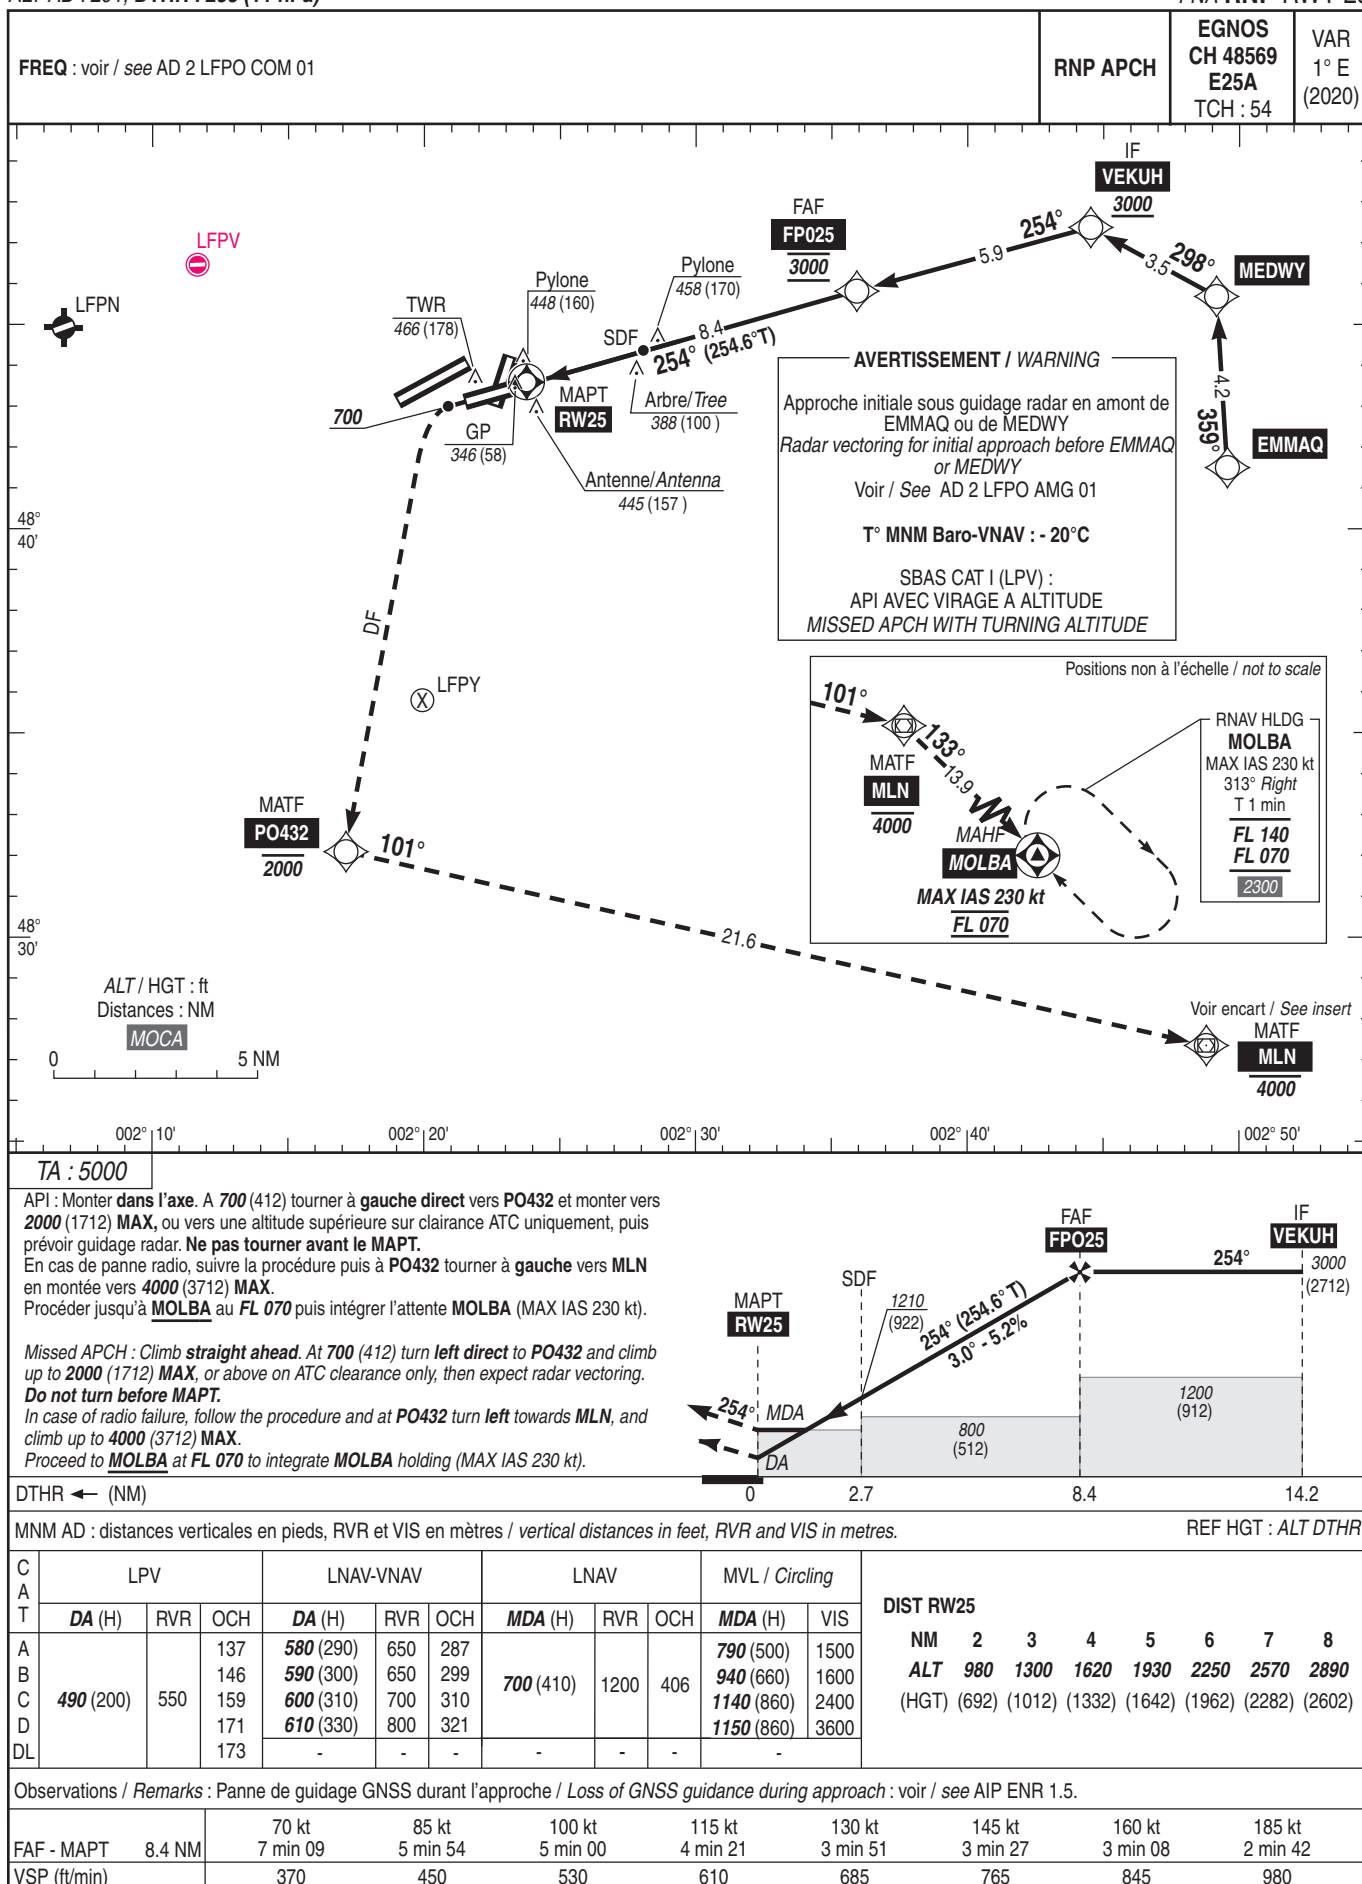 FREQ : voir / see AD 2 LFPO COM 01
RNP APCH
EGNOS
CH 48569
E25A
TCH : 54
VAR
1° E
(2020)
IF
VEKUH
3000
254°
5.9
FAF
FP025
3000
298°
3.5
MEDWY
4.2
359°
EMMAQ
LFPV
LFPN
TWR
466 (178)
Pylone
448 (160)
Pylone
458 (170)
SDF
8.4
254° (254.6°T)
MAPT
RW25
Arbre/Tree
388 (100 )
700
GP
346 (58)
Antenne/Antenna
445 (157 )
AVERTISSEMENT / WARNING
Approche initiale sous guidage radar en amont de
EMMAQ ou de MEDWY
Radar vectoring for initial approach before EMMAQ
or MEDWY
Voir / See AD 2 LFPO AMG 01
T° MNM Baro-VNAV : - 20°C
SBAS CAT I (LPV) :
API AVEC VIRAGE A ALTITUDE
MISSED APCH WITH TURNING ALTITUDE
48°
40'
DF
LFPY
X
Positions non à l'échelle / not to scale
101°
MATF
MLN
4000
133°
13.9
MAHF
MOLBA
MAX IAS 230 kt
FL 070
RNAV HLDG
MOLBA
MAX IAS 230 kt
313° Right
T 1 min
FL 140
FL 070
2300
MATF
PO432
2000
101°
21.6
48°
30'
ALT / HGT : ft
Distances : NM
MOCA
0 5 NM
Voir encart / See insert
MATF
MLN
4000
002° 10' 002° 20' 002° 30' 002° 40' 002° 50'
TA : 5000
API : Monter dans l'axe. A 700 (412) tourner à gauche direct vers PO432 et monter vers
2000 (1712) MAX, ou vers une altitude supérieure sur clairance ATC uniquement, puis
prévoir guidage radar. Ne pas tourner avant le MAPT.
En cas de panne radio, suivre la procédure puis à PO432 tourner à gauche vers MLN
en montée vers 4000 (3712) MAX.
Procéder jusqu'à MOLBA au FL 070 puis intégrer l'attente MOLBA (MAX IAS 230 kt).
Missed APCH : Climb straight ahead. At 700 (412) turn left direct to PO432 and climb
up to 2000 (1712) MAX, or above on ATC clearance only, then expect radar vectoring.
Do not turn before MAPT.
In case of radio failure, follow the procedure and at PO432 turn left towards MLN, and
climb up to 4000 (3712) MAX.
Proceed to MOLBA at FL 070 to integrate MOLBA holding (MAX IAS 230 kt).
FAF
FPO25
IF
VEKUH
254°
3000
(2712)
SDF
1210
(922)
254° (254.6° T)
3.0° - 5.2%
MAPT
RW25
254°
MDA
DA
800
(512)
1200
(912)
DTHR (NM)
0 2.7 8.4 14.2
MNM AD : distances verticales en pieds, RVR et VIS en mètres / vertical distances in feet, RVR and VIS in metres.
REF HGT : ALT DTHR
CAT LPV LNAV-VNAV LNAV MVL / Circling
DA (H) RVR OCH DA (H) RVR OCH MDA (H) RVR OCH MDA (H) VIS
A 137 580 (290) 650 287 790 (500) 1500
B 146 590 (300) 650 299 940 (660) 1600
490 (200) 550 700 (410) 1200 406
C 159 600 (310) 700 310 1140 (860) 2400
D 171 610 (330) 800 321 1150 (860) 3600
DL 173 - - - - - - -
DIST RW25
NM 2 3 4 5 6 7 8
ALT 980 1300 1620 1930 2250 2570 2890
(HGT) (692) (1012) (1332) (1642) (1962) (2282) (2602)
Observations / Remarks : Panne de guidage GNSS durant l'approche / Loss of GNSS guidance during approach : voir / see AIP ENR 1.5.
70 kt 85 kt 100 kt 115 kt 130 kt 145 kt 160 kt 185 kt
FAF - MAPT 8.4 NM 7 min 09 5 min 54 5 min 00 4 min 21 3 min 51 3 min 27 3 min 08 2 min 42
VSP (ft/min) 370 450 530 610 685 765 845 980